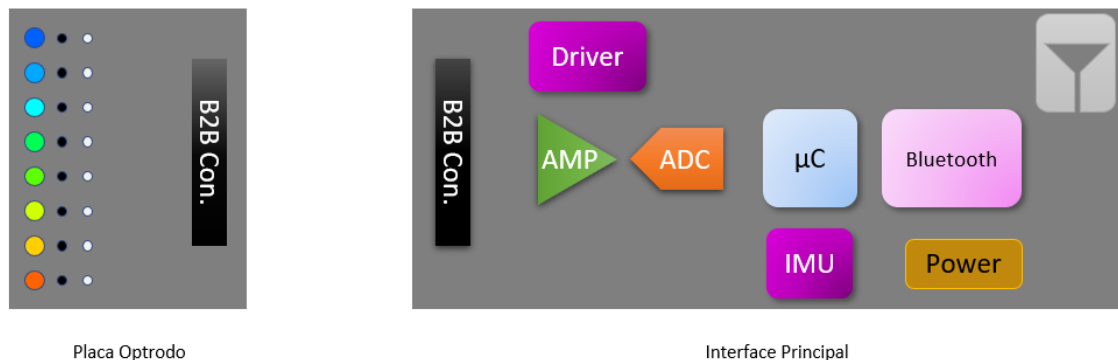 B2B Con.
B2B Con.
Driver
AMP
ADC
µC
Bluetooth
IMU
Power
Placa Optrodo
Interface Principal